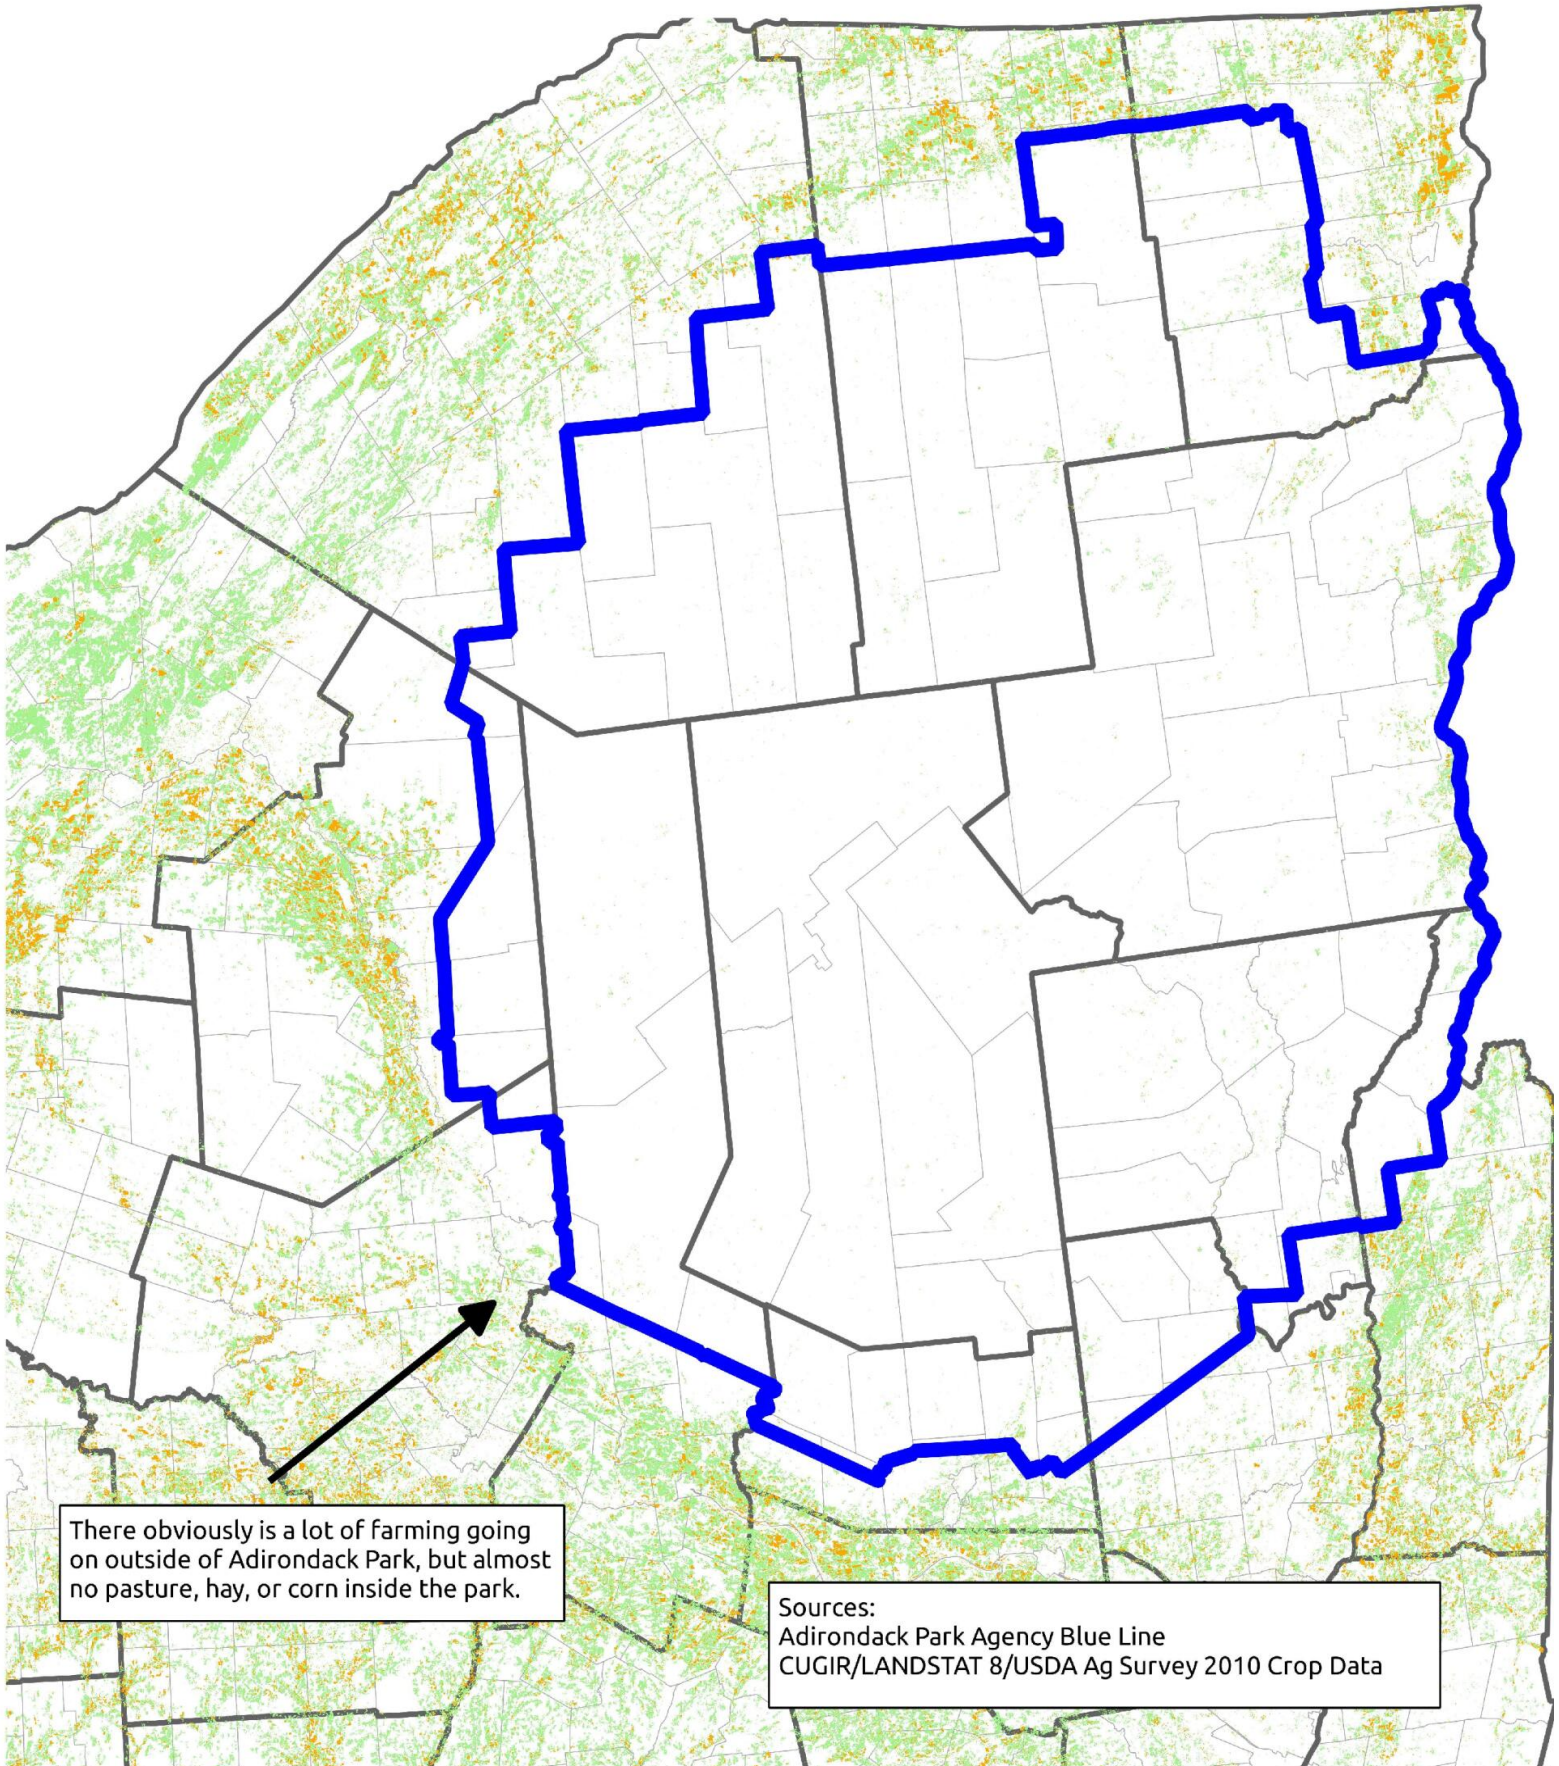 There obviously is a lot of farming going
on outside of Adirondack Park, but almost
no pasture, hay, or corn inside the park.
Sources:
Adirondack Park Agency Blue Line
CUGIR/LANDSTAT 8/USDA Ag Survey 2010 Crop Data